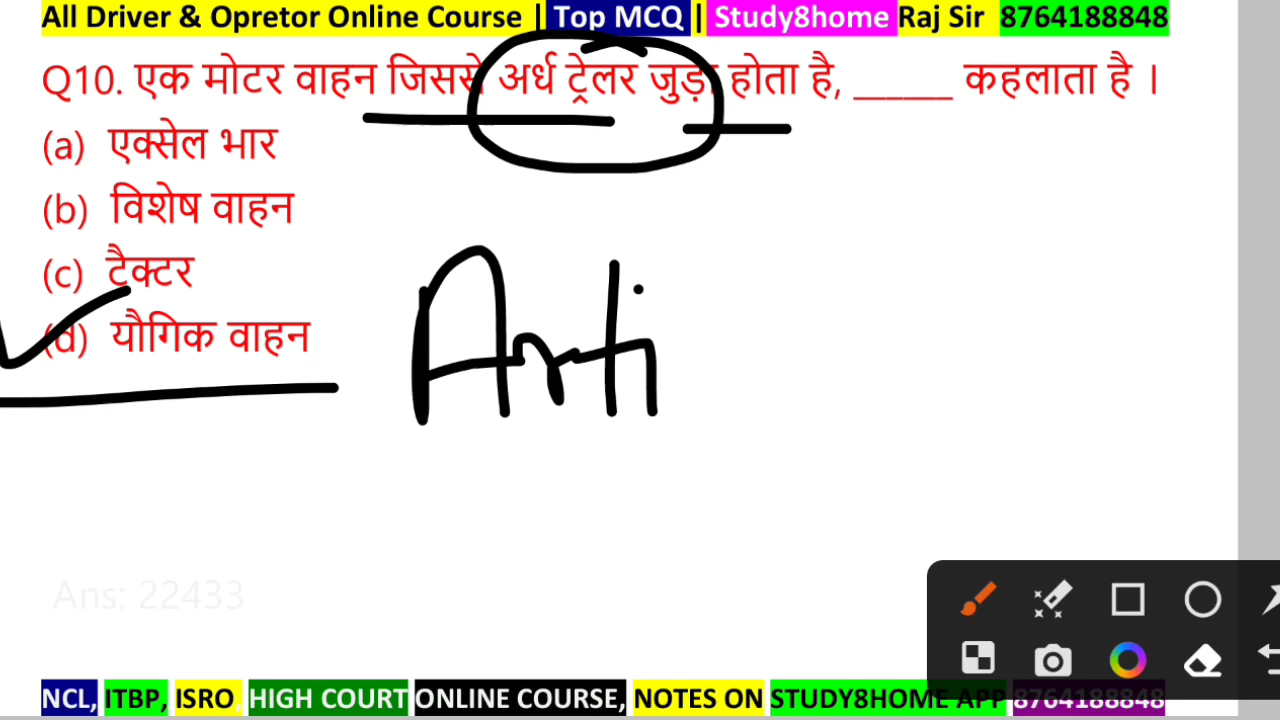 All Driver & Opretor Online Course | Top MCQ | Study8home Raj Sir 8764188848
Q10. एक मोटर वाहन जिससे अर्ध ट्रेलर जुड़ा होता है, ______ कहलाता है ।
(a) एक्सेल भार
(b) विशेष वाहन
(c) टैक्टर
(d) यौगिक वाहन
Arti
Ans: 22433
NCL, ITBP, ISRO, HIGH COURT ONLINE COURSE, NOTES ON STUDY8HOME APP 8764188848